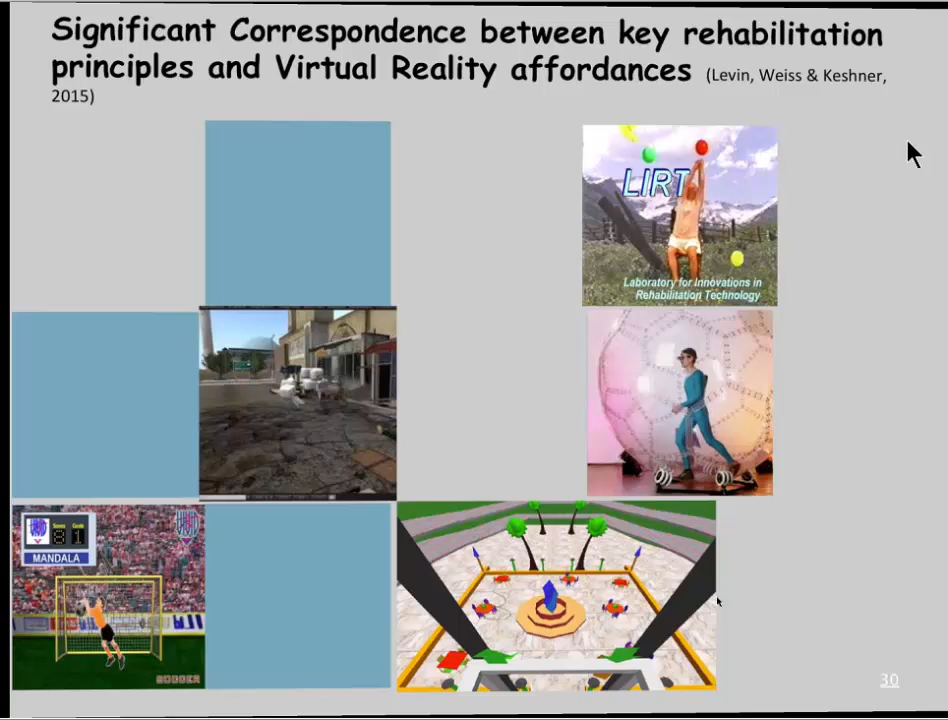 Significant Correspondence between key rehabilitation
principles and Virtual Reality affordances (Levin, Weiss & Keshner,
2015)
LIRT
Laboratory for Innovations in
Rehabilitation Technology
MANDALA
SOCCER
30